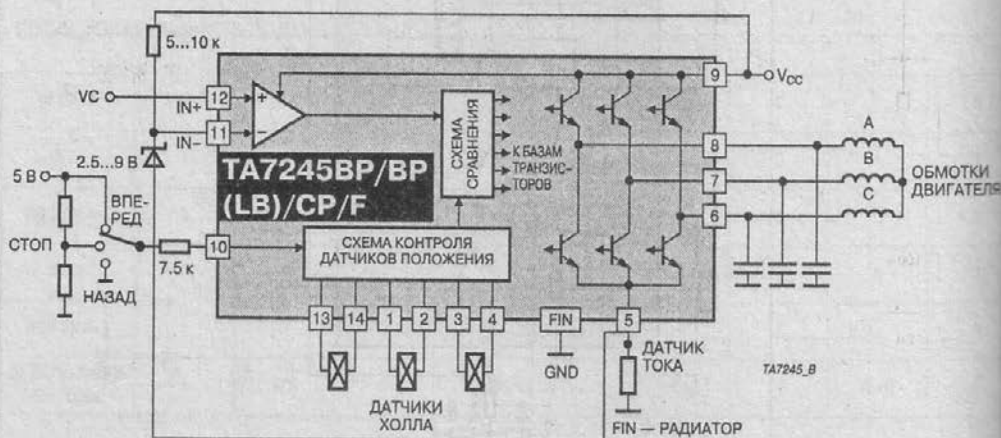 5...10 к
VC
IN+
12
IN–
11
9
VCC
2.5...9 В
TA7245BP/BP
(LB)/CP/F
СХЕМА
СРАВНЕНИЯ
К БАЗАМ
ТРАНЗИС-
ТОРОВ
8
7
6
A
B
C
ОБМОТКИ
ДВИГАТЕЛЯ
5 В
ВПЕ-
РЕД
СТОП
НАЗАД
7.5 к
10
СХЕМА КОНТРОЛЯ
ДАТЧИКОВ ПОЛОЖЕНИЯ
13
14
1
2
3
4
FIN
5
GND
ДАТЧИК
ТОКА
TA7245_B
ДАТЧИКИ
ХОЛЛА
FIN — РАДИАТОР